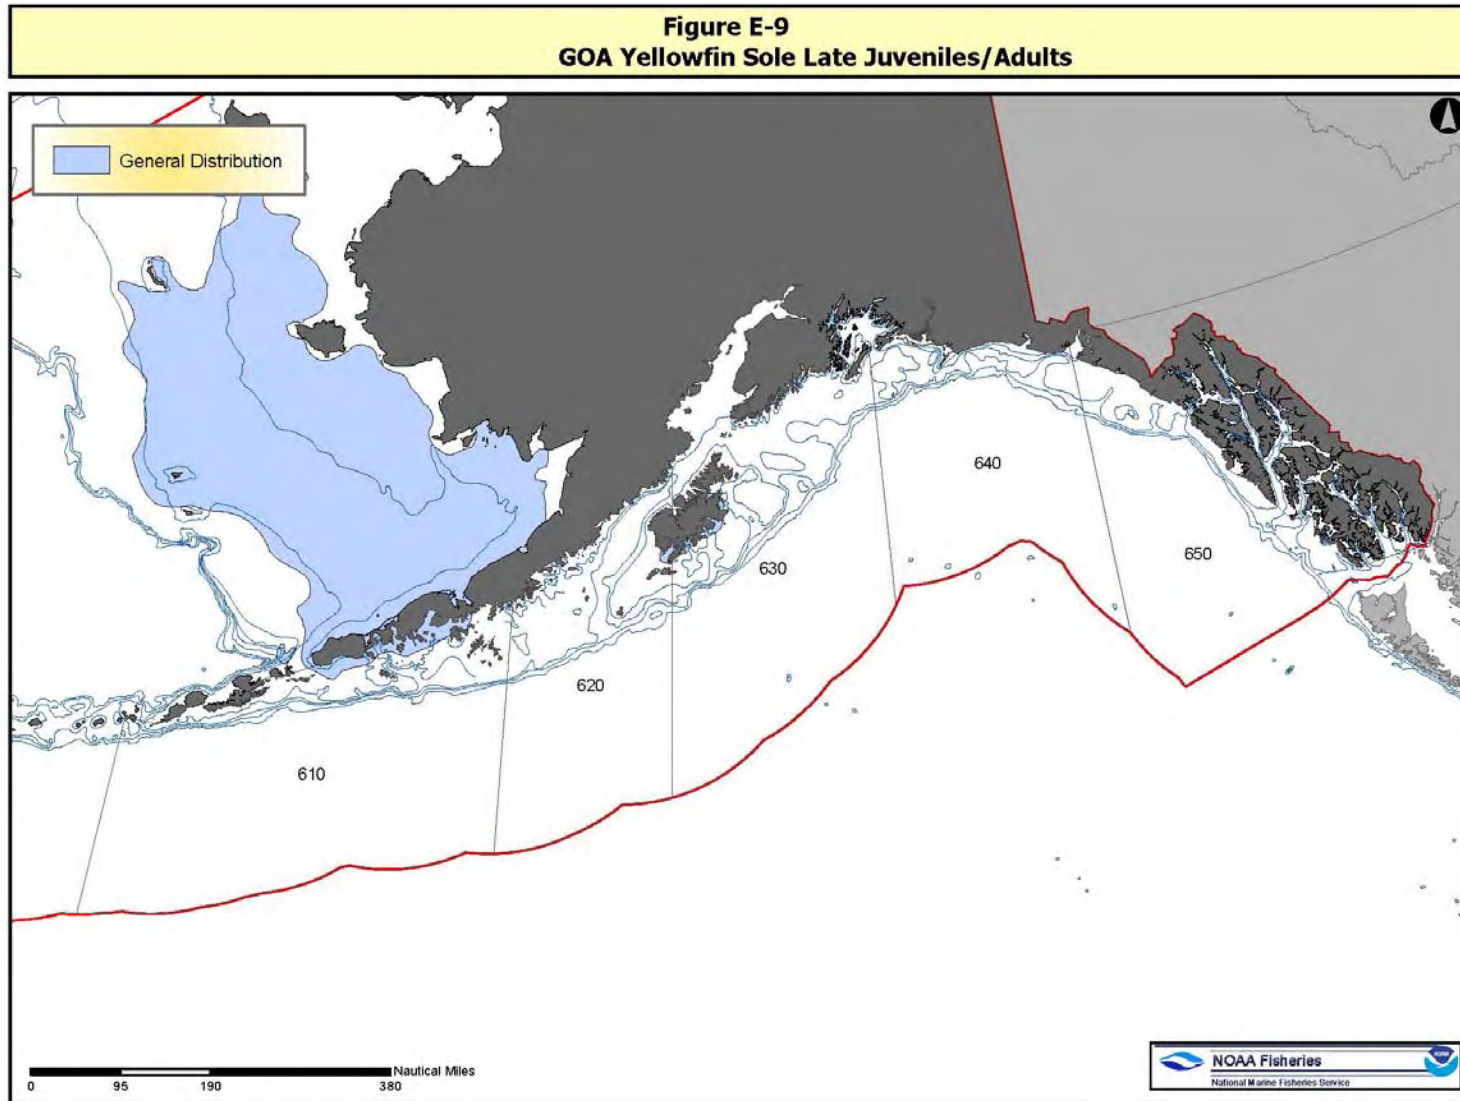 Figure E-9
GOA Yellowfin Sole Late Juveniles/Adults
General Distribution
640
650
630
620
610
Nautical Miles
0 95 190 380
NOAA Fisheries
National Marine Fisheries Service